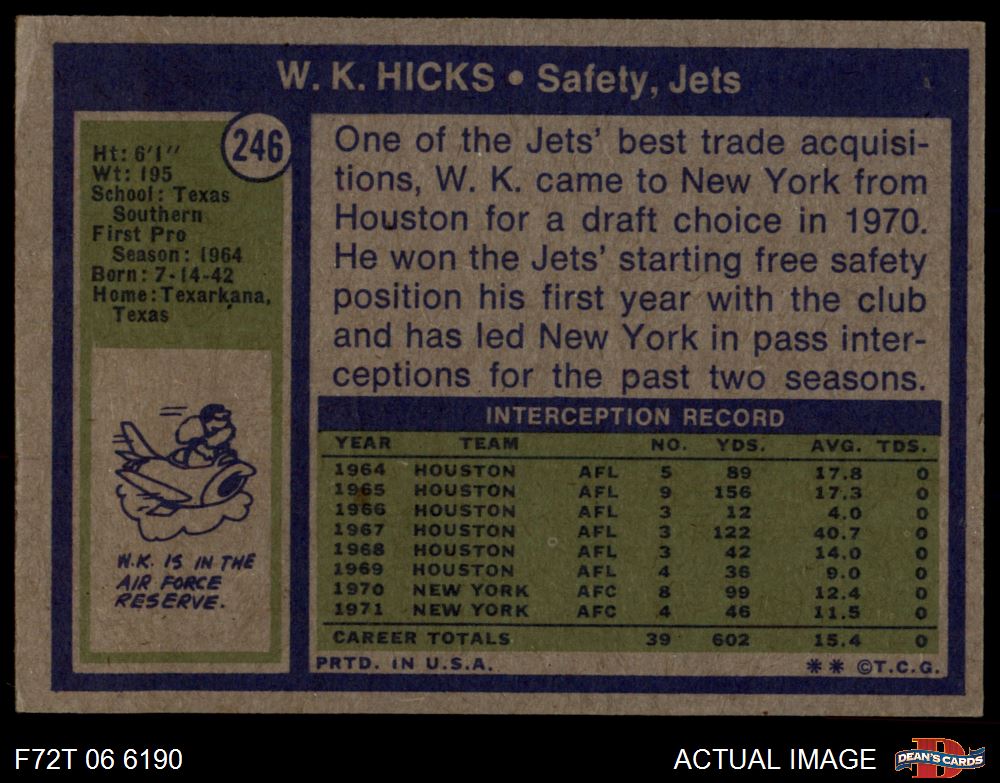 W. K. HICKS • Safety, Jets
246
Ht: 6'1''
Wt: 195
School: Texas
Southern
First Pro
Season: 1964
Born: 7-14-42
Home: Texarkana,
Texas
W.K. IS IN THE
AIR FORCE
RESERVE.
One of the Jets' best trade acquisi-
tions, W. K. came to New York from
Houston for a draft choice in 1970.
He won the Jets' starting free safety
position his first year with the club
and has led New York in pass inter-
ceptions for the past two seasons.
INTERCEPTION RECORD
YEAR TEAM NO. YDS. AVG. TDS.
1964 HOUSTON AFL 5 89 17.8 0
1965 HOUSTON AFL 9 156 17.3 0
1966 HOUSTON AFL 3 12 4.0 0
1967 HOUSTON AFL 3 122 40.7 0
1968 HOUSTON AFL 3 42 14.0 0
1969 HOUSTON AFL 4 36 9.0 0
1970 NEW YORK AFC 8 99 12.4 0
1971 NEW YORK AFC 4 46 11.5 0
CAREER TOTALS 39 602 15.4 0
PRTD. IN U.S.A. ** ©T.C.G.
F72T 06 6190 ACTUAL IMAGE
D
DEAN'S CARDS